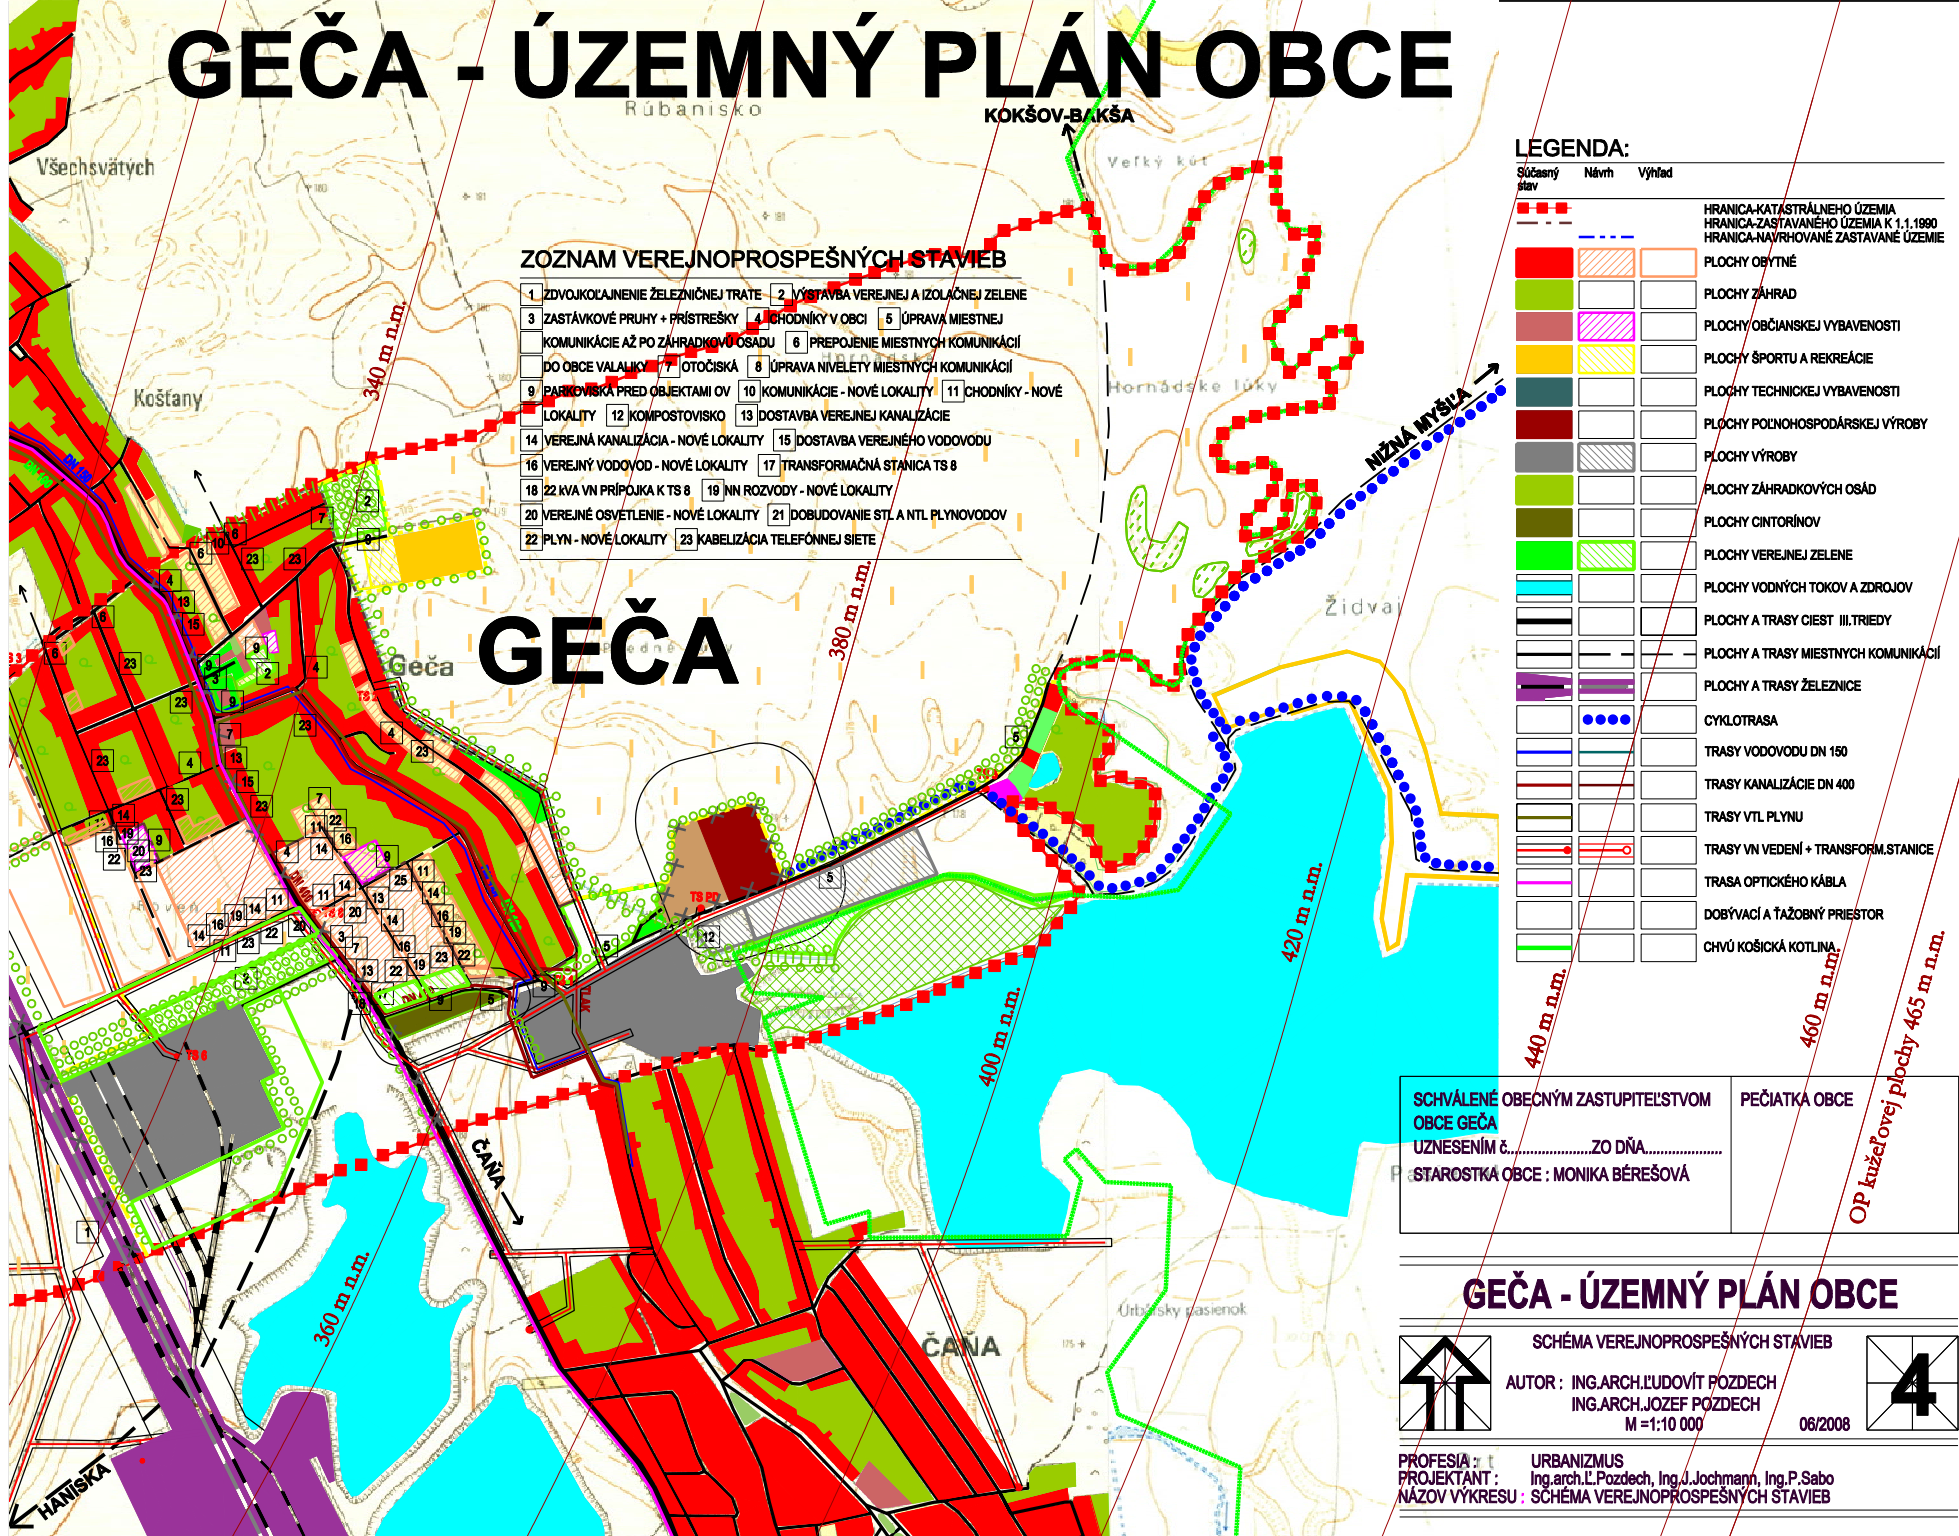 GEČA - ÚZEMNÝ PLÁN OBCE
Rúbanisko
KOKŠOV-BAKŠA
Všechsvätých
Veľký kút
Košťany
Hornádske lúky
NIŽNÁ MYŠĽA
Židvaj
340 m n.m.
380 m n.m.
ZOZNAM VEREJNOPROSPEŠNÝCH STAVIEB
1 ZDVOJKOĽAJNENIE ŽELEZNIČNEJ TRATE 2 VÝSTAVBA VEREJNEJ A IZOLAČNEJ ZELENE
3 ZASTÁVKOVÉ PRUHY + PRÍSTREŠKY 4 CHODNÍKY V OBCI 5 ÚPRAVA MIESTNEJ
KOMUNIKÁCIE AŽ PO ZÁHRADKOVÚ OSADU 6 PREPOJENIE MIESTNYCH KOMUNIKÁCIÍ
DO OBCE VALALIKY 7 OTOČISKÁ 8 ÚPRAVA NIVELETY MIESTNYCH KOMUNIKÁCIÍ
9 PARKOVISKÁ PRED OBJEKTAMI OV 10 KOMUNIKÁCIE - NOVÉ LOKALITY 11 CHODNÍKY - NOVÉ
LOKALITY 12 KOMPOSTOVISKO 13 DOSTAVBA VEREJNEJ KANALIZÁCIE
14 VEREJNÁ KANALIZÁCIA - NOVÉ LOKALITY 15 DOSTAVBA VEREJNÉHO VODOVODU
16 VEREJNÝ VODOVOD - NOVÉ LOKALITY 17 TRANSFORMAČNÁ STANICA TS 8
18 22 kVA VN PRÍPOJKA K TS 8 19 NN ROZVODY - NOVÉ LOKALITY
20 VEREJNÉ OSVETLENIE - NOVÉ LOKALITY 21 DOBUDOVANIE STL A NTL PLYNOVODOV
22 PLYN - NOVÉ LOKALITY 23 KABELIZÁCIA TELEFÓNNEJ SIETE
GEČA
Geča
DN 150
DN 400
TS PD
TS 6
400 m n.m.
420 m n.m.
360 m n.m.
440 m n.m.
460 m n.m.
OP kužeľovej plochy 465 m n.m.
ČAŇA
ČAŇA
HANISKA
Urbársky pasienok
LEGENDA:
Súčasný stav Návrh Výhľad
HRANICA-KATASTRÁLNEHO ÚZEMIA
HRANICA-ZASTAVANÉHO ÚZEMIA K 1.1.1990
HRANICA-NAVRHOVANÉ ZASTAVANÉ ÚZEMIE
PLOCHY OBYTNÉ
PLOCHY ZÁHRAD
PLOCHY OBČIANSKEJ VYBAVENOSTI
PLOCHY ŠPORTU A REKREÁCIE
PLOCHY TECHNICKEJ VYBAVENOSTI
PLOCHY POĽNOHOSPODÁRSKEJ VÝROBY
PLOCHY VÝROBY
PLOCHY ZÁHRADKOVÝCH OSÁD
PLOCHY CINTORÍNOV
PLOCHY VEREJNEJ ZELENE
PLOCHY VODNÝCH TOKOV A ZDROJOV
PLOCHY A TRASY CIEST III.TRIEDY
PLOCHY A TRASY MIESTNYCH KOMUNIKÁCIÍ
PLOCHY A TRASY ŽELEZNICE
CYKLOTRASA
TRASY VODOVODU DN 150
TRASY KANALIZÁCIE DN 400
TRASY VTL PLYNU
TRASY VN VEDENÍ + TRANSFORM.STANICE
TRASA OPTICKÉHO KÁBLA
DOBÝVACÍ A ŤAŽOBNÝ PRIESTOR
CHVÚ KOŠICKÁ KOTLINA
SCHVÁLENÉ OBECNÝM ZASTUPITEĽSTVOM
OBCE GEČA
UZNESENÍM č......................ZO DŇA....................
STAROSTKA OBCE : MONIKA BÉREŠOVÁ
PEČIATKA OBCE
GEČA - ÚZEMNÝ PLÁN OBCE
SCHÉMA VEREJNOPROSPEŠNÝCH STAVIEB
AUTOR : ING.ARCH.ĽUDOVÍT POZDECH
ING.ARCH.JOZEF POZDECH
M =1:10 000 06/2008
4
PROFESIA : URBANIZMUS
PROJEKTANT : Ing.arch.Ľ.Pozdech, Ing.J.Jochmann, Ing.P.Sabo
NÁZOV VÝKRESU : SCHÉMA VEREJNOPROSPEŠNÝCH STAVIEB